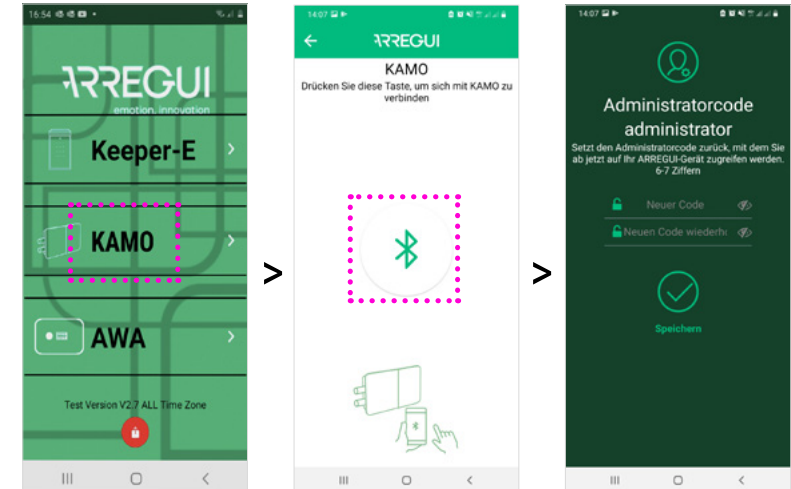 16:54
ARREGUI
emotion. innovation
Keeper-E
KAMO
AWA
Test Version V2.7 ALL Time Zone
>
14:07
ARREGUI
KAMO
Drücken Sie diese Taste, um sich mit KAMO zu
verbinden
>
14:07
Administratorcode
administrator
Setzt den Administratorcode zurück, mit dem Sie
ab jetzt auf Ihr ARREGUI-Gerät zugreifen werden.
6-7 Ziffern
Neuer Code
Neuen Code wiederh
Speichern